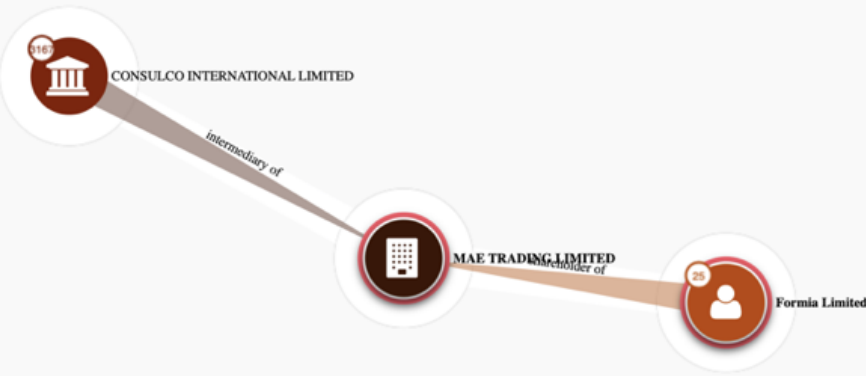 3167
CONSULCO INTERNATIONAL LIMITED
intermediary of
MAE TRADING LIMITED
shareholder of
25
Formia Limited